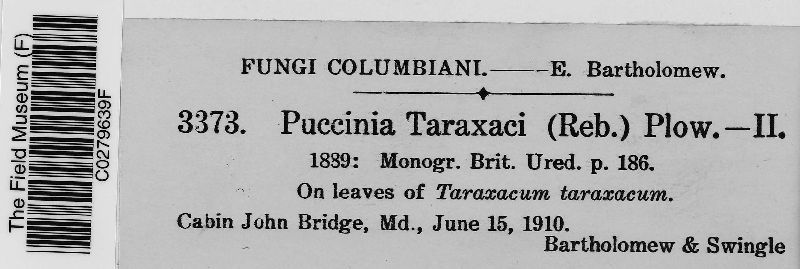 The Field Museum (F)
C0279639F
FUNGI COLUMBIANI.——E. Bartholomew.
3373. Puccinia Taraxaci (Reb.) Plow.—II.
1889: Monogr. Brit. Ured. p. 186.
On leaves of Taraxacum taraxacum.
Cabin John Bridge, Md., June 15, 1910.
Bartholomew & Swingle